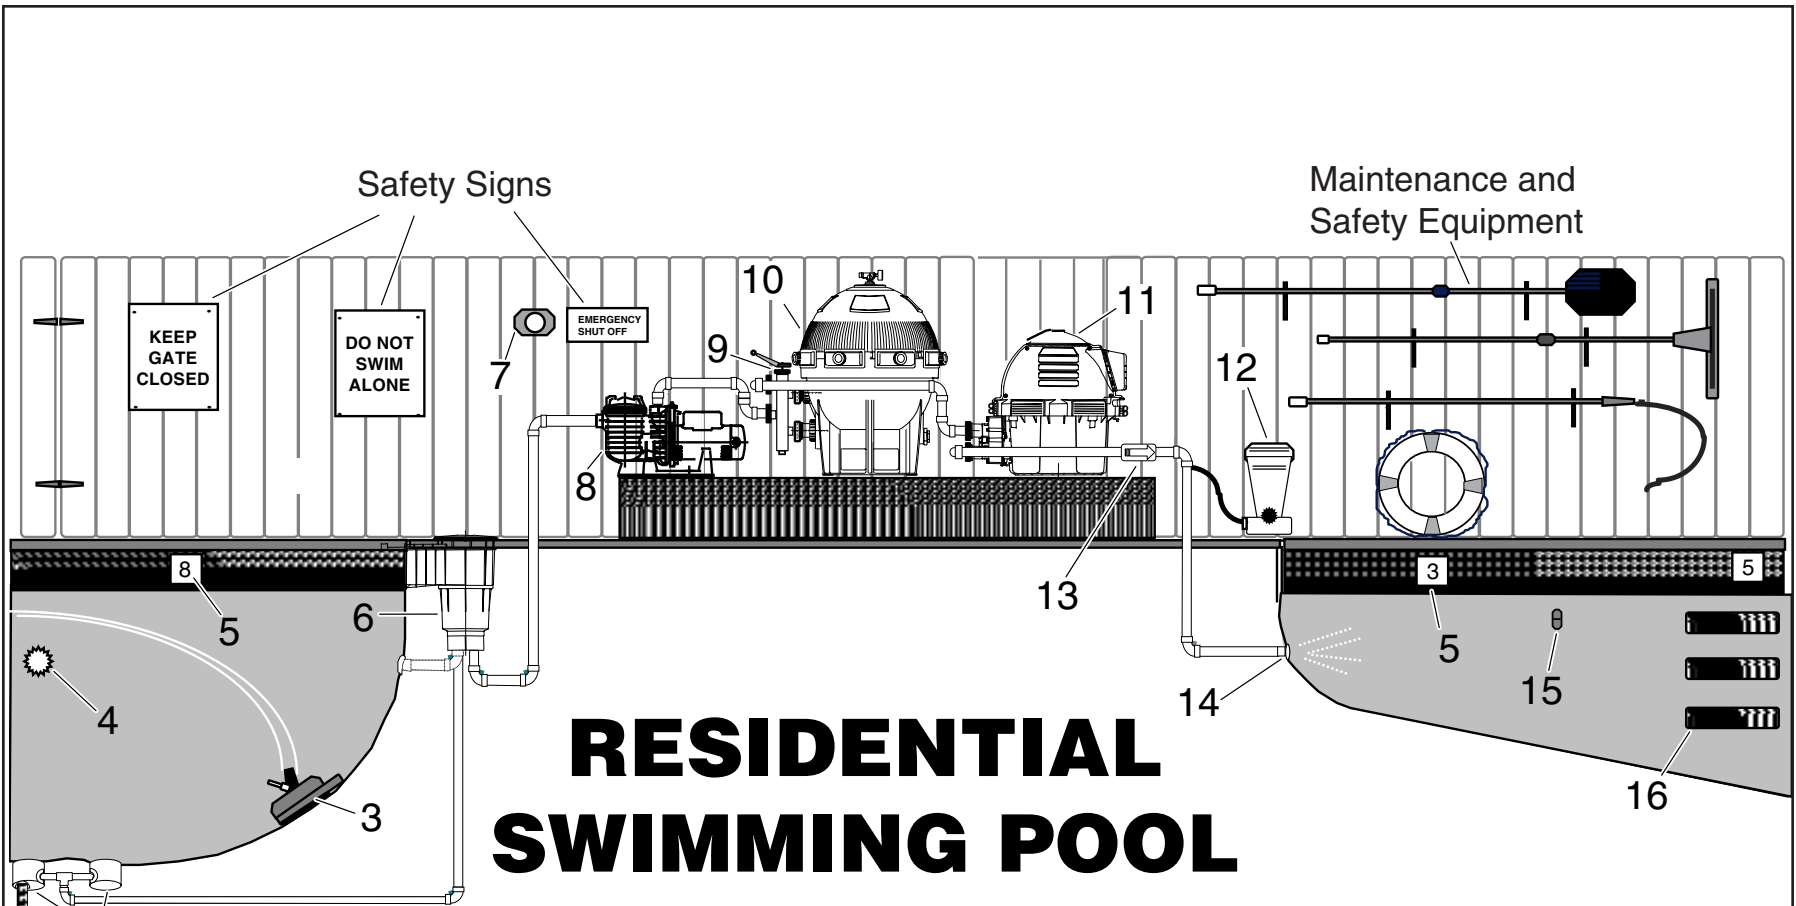 Safety Signs
Maintenance and
Safety Equipment
KEEP
GATE
CLOSED
DO NOT
SWIM
ALONE
EMERGENCY
SHUT OFF
7
8
9
10
11
12
13
8
5
6
4
3
3
5
5
14
15
16
RESIDENTIAL
SWIMMING POOL